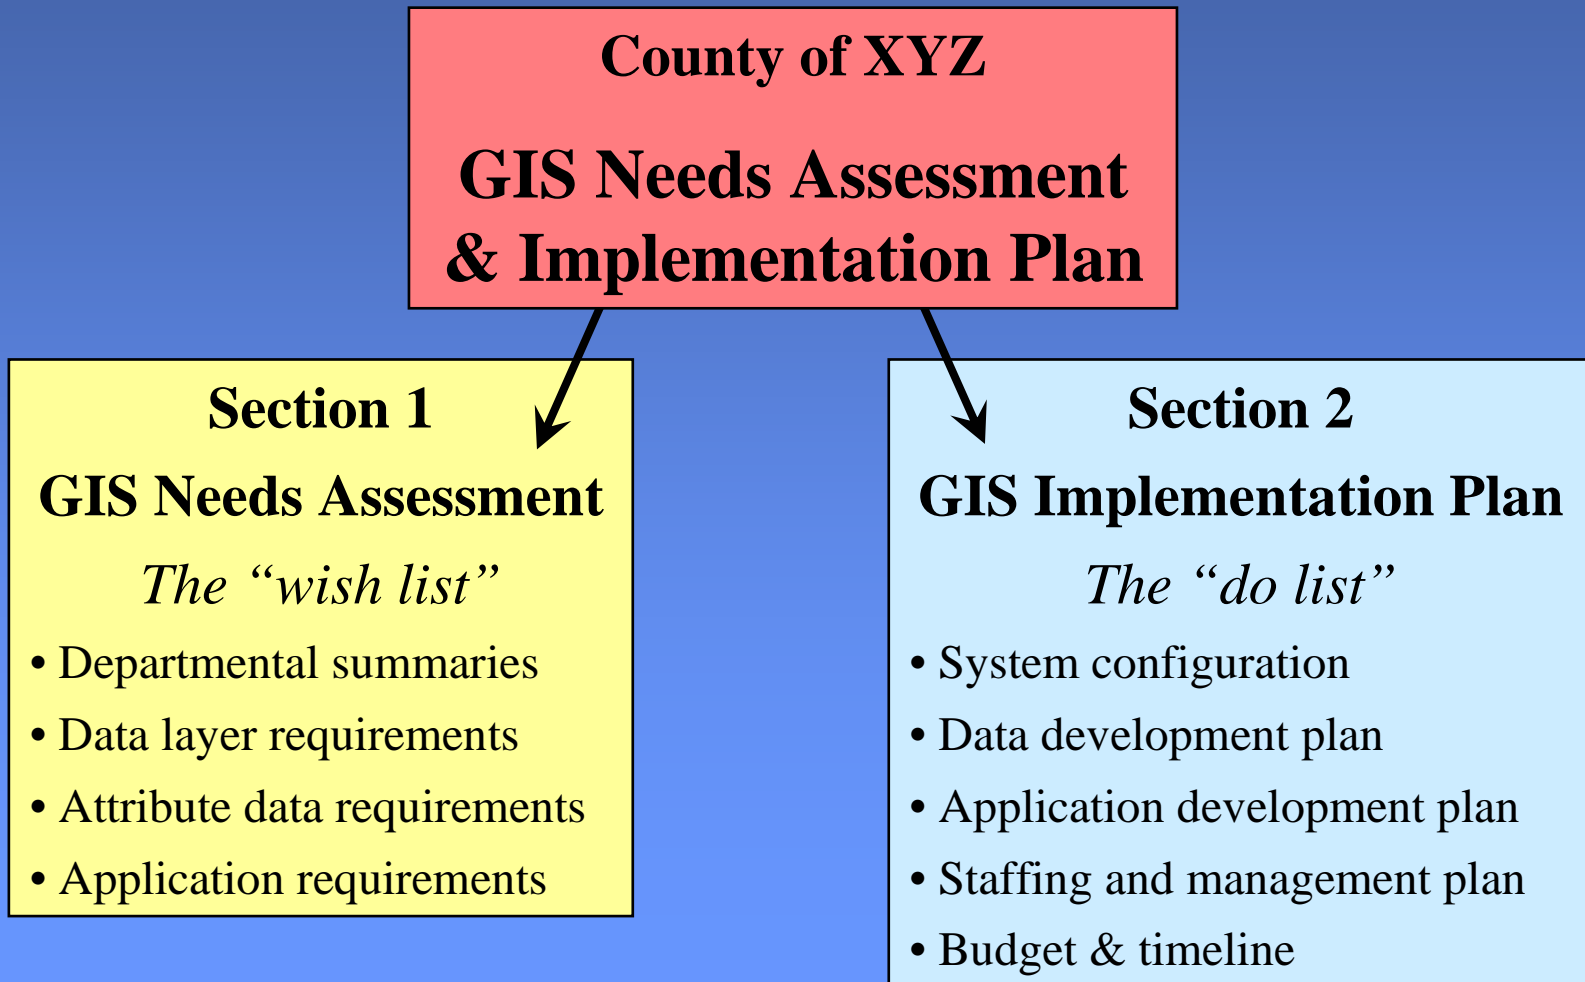 County of XYZ
GIS Needs Assessment
& Implementation Plan
Section 1
GIS Needs Assessment
The “wish list”
• Departmental summaries
• Data layer requirements
• Attribute data requirements
• Application requirements
Section 2
GIS Implementation Plan
The “do list”
• System configuration
• Data development plan
• Application development plan
• Staffing and management plan
• Budget & timeline